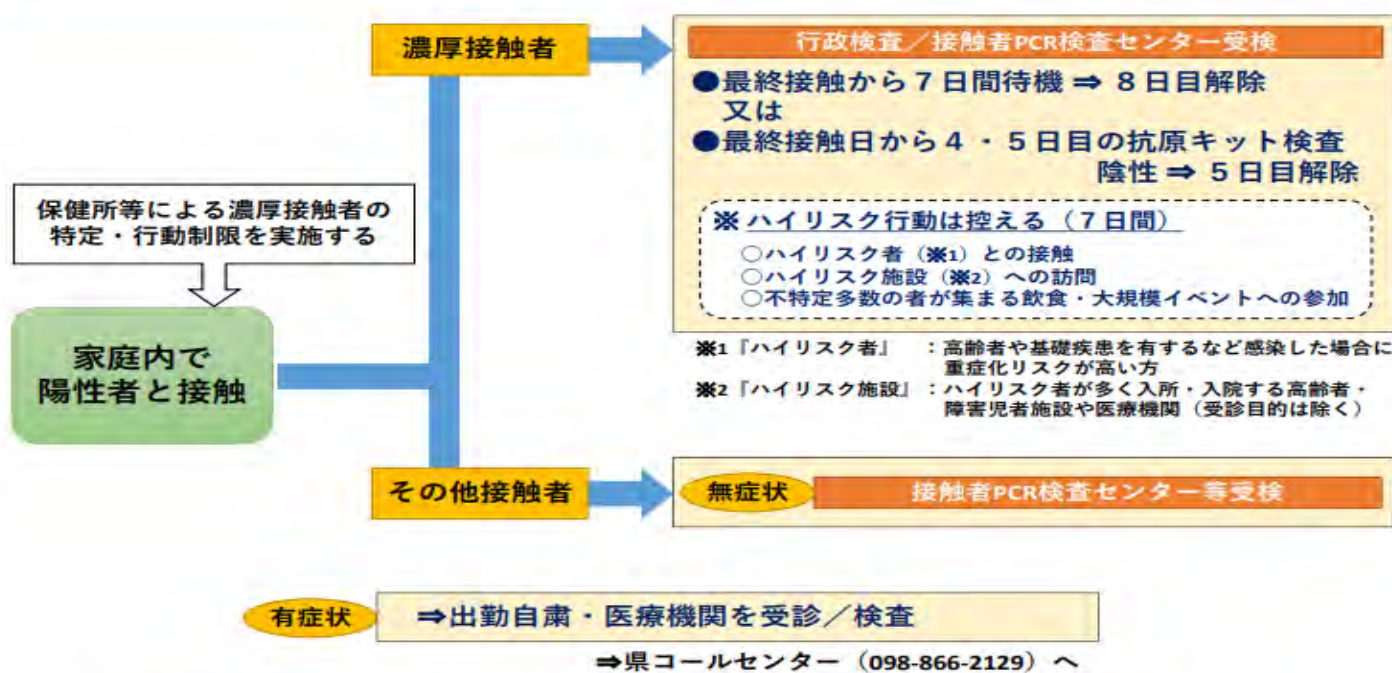 保健所等による濃厚接触者の
特定・行動制限を実施する
家庭内で
陽性者と接触
濃厚接触者
行政検査／接触者PCR検査センター受検
●最終接触から７日間待機 ⇒ ８日目解除
又は
●最終接触日から４・５日目の抗原キット検査
陰性 ⇒ ５日目解除
※ ハイリスク行動は控える（７日間）
○ハイリスク者（※1）との接触
○ハイリスク施設（※2）への訪問
○不特定多数の者が集まる飲食・大規模イベントへの参加
※1『ハイリスク者』 ：高齢者や基礎疾患を有するなど感染した場合に
重症化リスクが高い方
※2『ハイリスク施設』：ハイリスク者が多く入所・入院する高齢者・
障害児者施設や医療機関（受診目的は除く）
その他接触者
無症状
接触者PCR検査センター等受検
有症状
⇒出勤自粛・医療機関を受診／検査
⇒県コールセンター（098-866-2129）へ